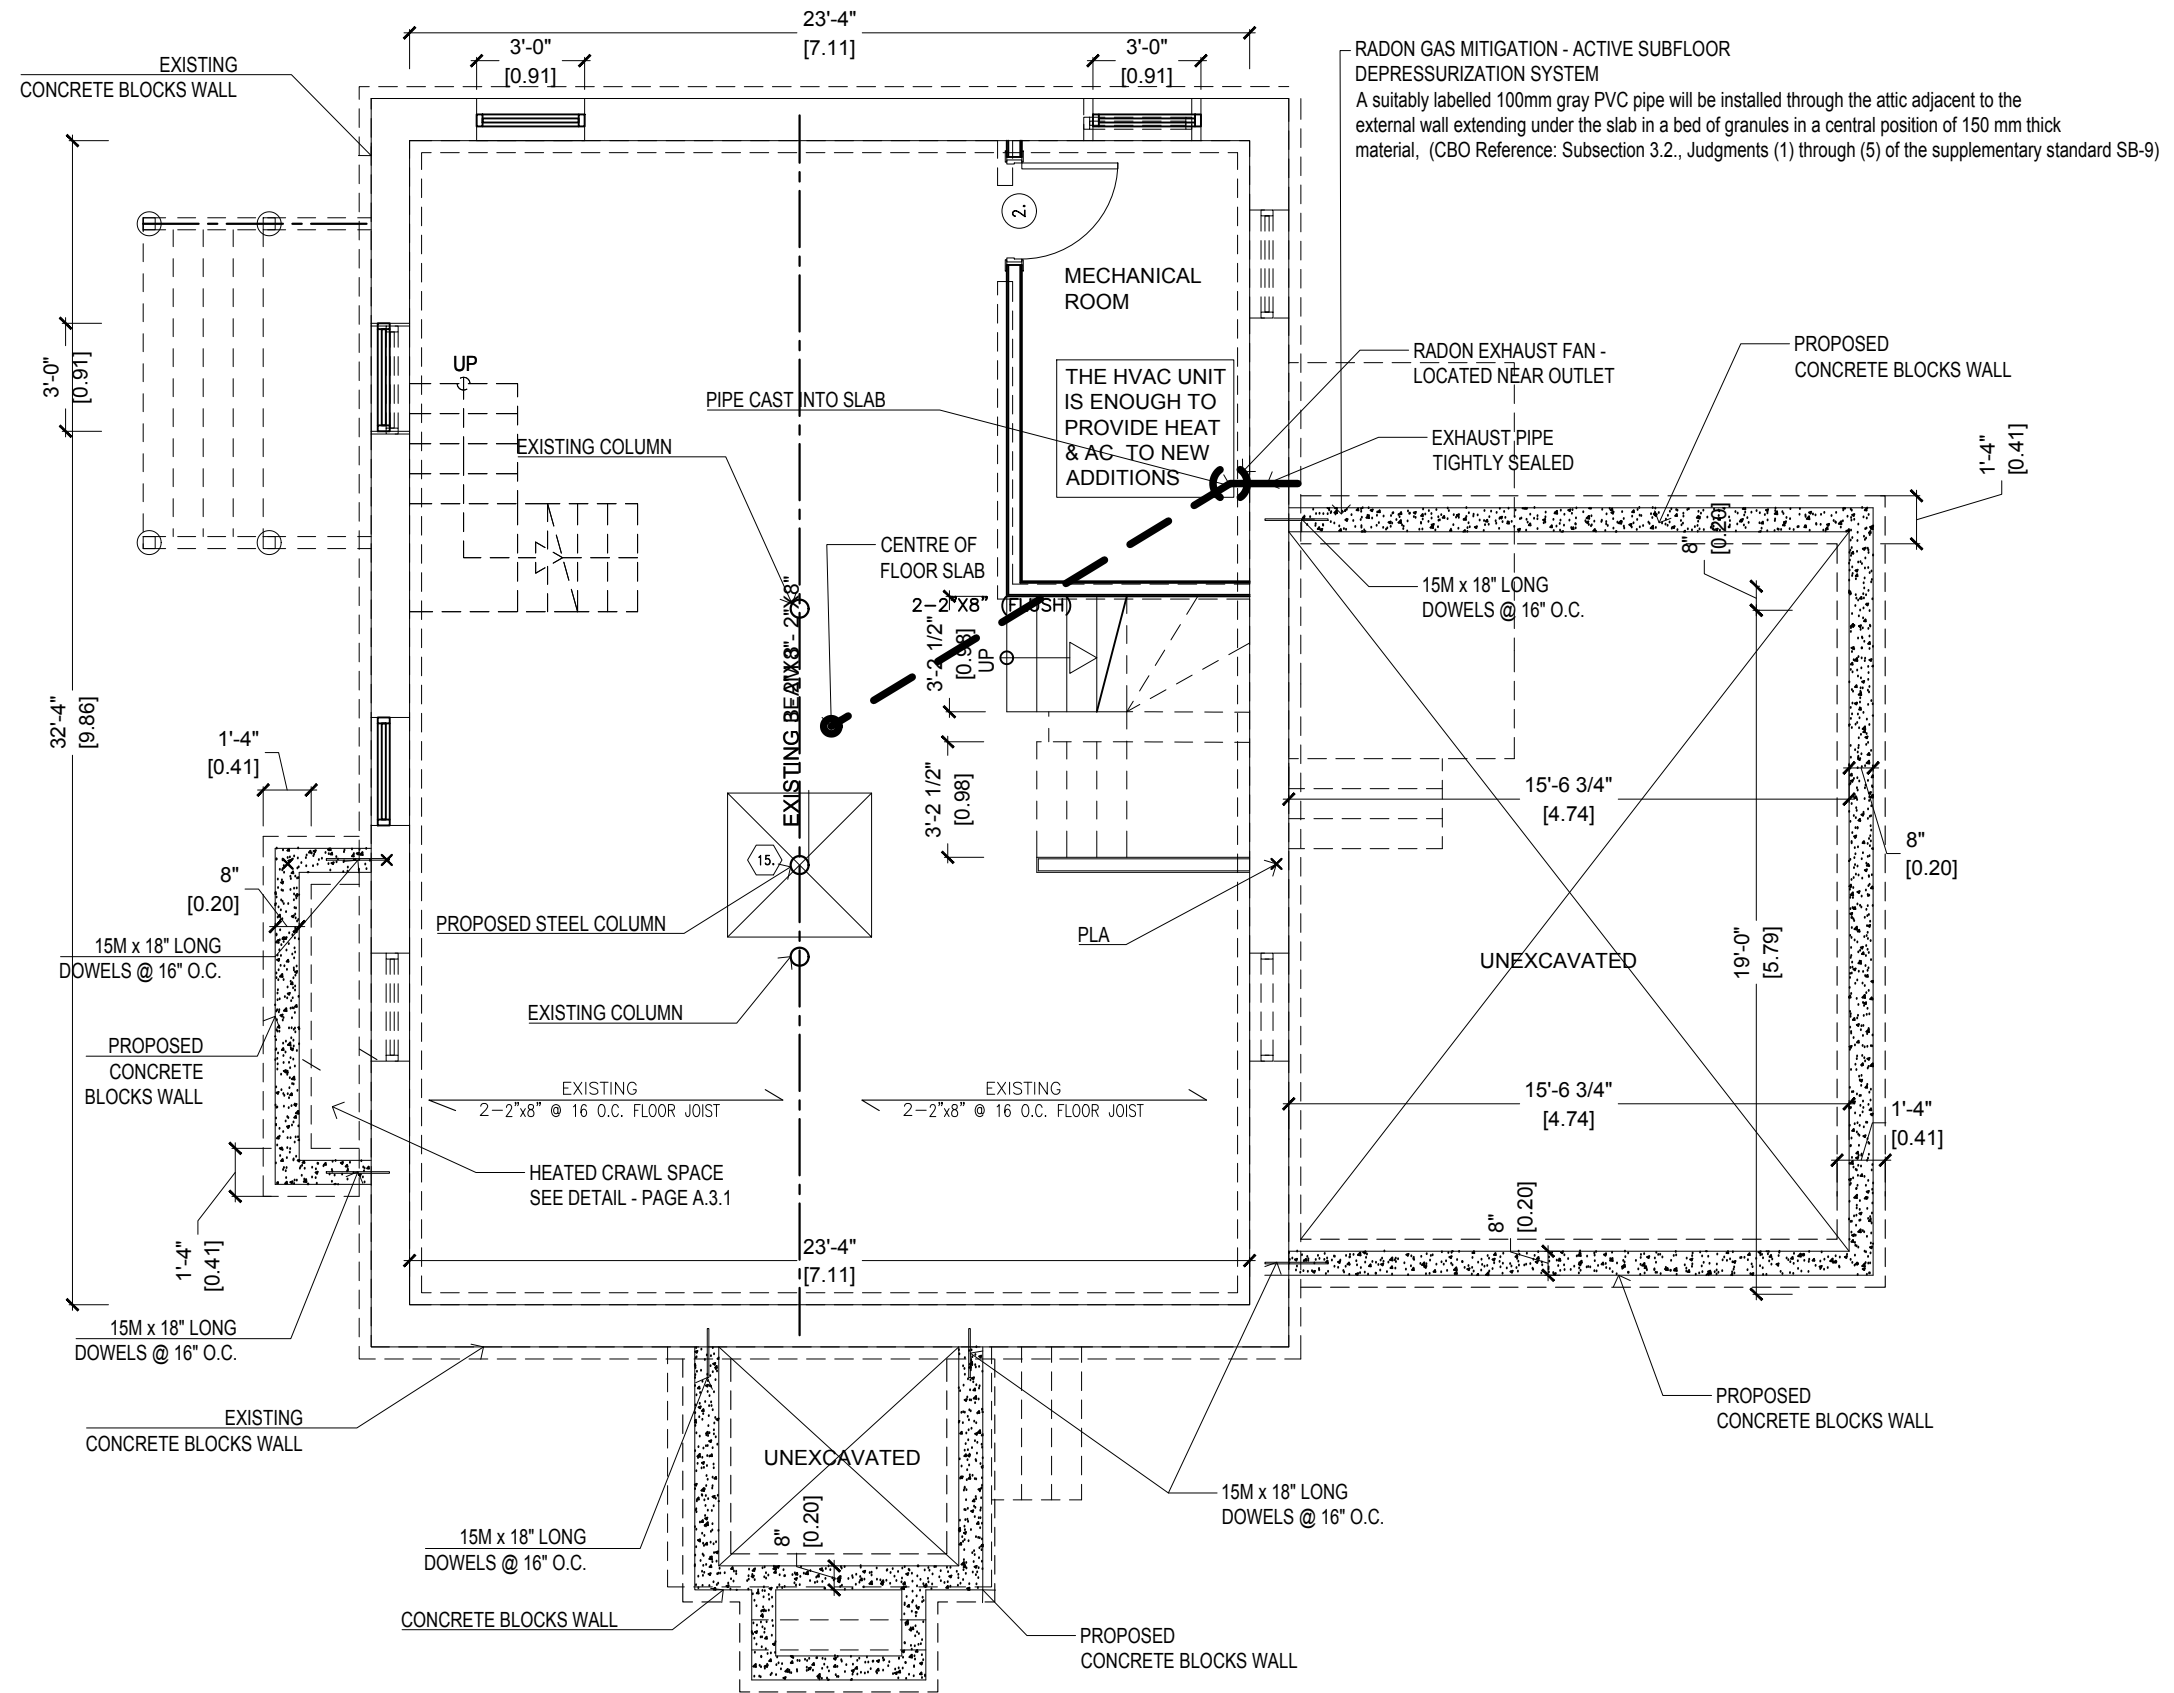 23'-4"
[7.11]
3'-0"
[0.91]
3'-0"
[0.91]
EXISTING
CONCRETE BLOCKS WALL
RADON GAS MITIGATION - ACTIVE SUBFLOOR
DEPRESSURIZATION SYSTEM
A suitably labelled 100mm gray PVC pipe will be installed through the attic adjacent to the
external wall extending under the slab in a bed of granules in a central position of 150 mm thick
material, (CBO Reference: Subsection 3.2., Judgments (1) through (5) of the supplementary standard SB-9)
2.
MECHANICAL
ROOM
3'-0"
[0.91]
UP
PIPE CAST INTO SLAB
THE HVAC UNIT
IS ENOUGH TO
PROVIDE HEAT
& AC TO NEW
ADDITIONS
RADON EXHAUST FAN -
LOCATED NEAR OUTLET
PROPOSED
CONCRETE BLOCKS WALL
EXISTING COLUMN
EXHAUST PIPE
TIGHTLY SEALED
1'-4"
[0.41]
8"
[0.20]
CENTRE OF
FLOOR SLAB
15M x 18" LONG
DOWELS @ 16" O.C.
2-2"X8" (FLUSH)
EXISTING BEAM
3'-2 1/2"
[0.98]
UP
32'-4"
[9.86]
1'-4"
[0.41]
3'-2 1/2"
[0.98]
15'-6 3/4"
[4.74]
8"
[0.20]
8"
[0.20]
15.
PROPOSED STEEL COLUMN
PLA
15M x 18" LONG
DOWELS @ 16" O.C.
UNEXCAVATED
19'-0"
[5.79]
EXISTING COLUMN
PROPOSED
CONCRETE
BLOCKS WALL
EXISTING
2-2"x8" @ 16 O.C. FLOOR JOIST
EXISTING
2-2"x8" @ 16 O.C. FLOOR JOIST
15'-6 3/4"
[4.74]
1'-4"
[0.41]
HEATED CRAWL SPACE
SEE DETAIL - PAGE A.3.1
8"
[0.20]
1'-4"
[0.41]
23'-4"
[7.11]
15M x 18" LONG
DOWELS @ 16" O.C.
EXISTING
CONCRETE BLOCKS WALL
PROPOSED
CONCRETE BLOCKS WALL
UNEXCAVATED
15M x 18" LONG
DOWELS @ 16" O.C.
8"
[0.20]
15M x 18" LONG
DOWELS @ 16" O.C.
CONCRETE BLOCKS WALL
PROPOSED
CONCRETE BLOCKS WALL